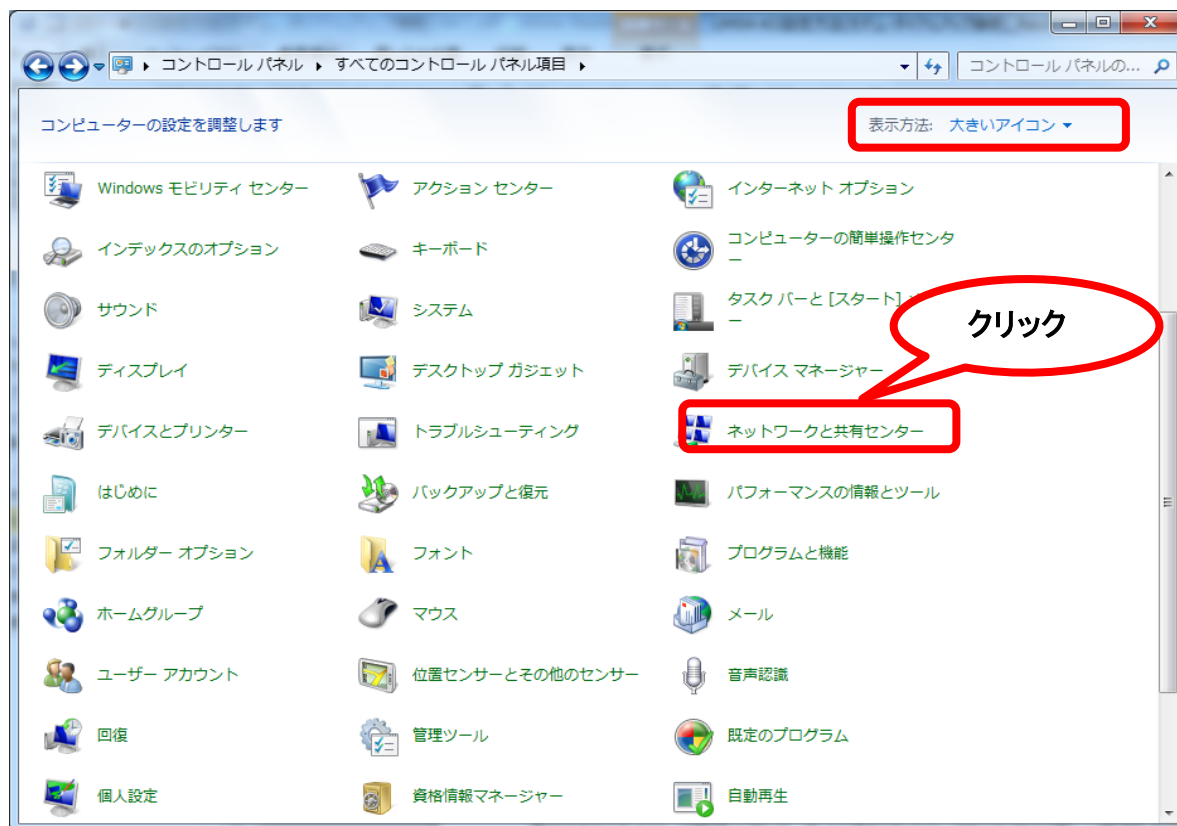 コントロール パネル ▸ すべてのコントロール パネル項目 ▸
コントロール パネルの...
コンピューターの設定を調整します
表示方法: 大きいアイコン
Windows モビリティ センター
アクション センター
インターネット オプション
インデックスのオプション
キーボード
コンピューターの簡単操作センタ
ー
サウンド
システム
タスク バーと [スタート]
ー
クリック
ディスプレイ
デスクトップ ガジェット
デバイス マネージャー
デバイスとプリンター
トラブルシューティング
ネットワークと共有センター
はじめに
バックアップと復元
パフォーマンスの情報とツール
フォルダー オプション
フォント
プログラムと機能
ホームグループ
マウス
メール
ユーザー アカウント
位置センサーとその他のセンサー
音声認識
回復
管理ツール
既定のプログラム
個人設定
資格情報マネージャー
自動再生